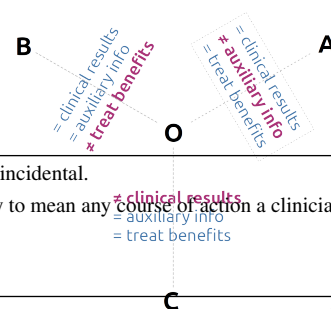 B
= clinical results
= auxiliary info
≠ treat benefits
= clinical results
≠ auxiliary info
= treat benefits
A
O
incidental.
≠ clinical results
y to mean any course of action a clinicia
= auxiliary info
= treat benefits
C